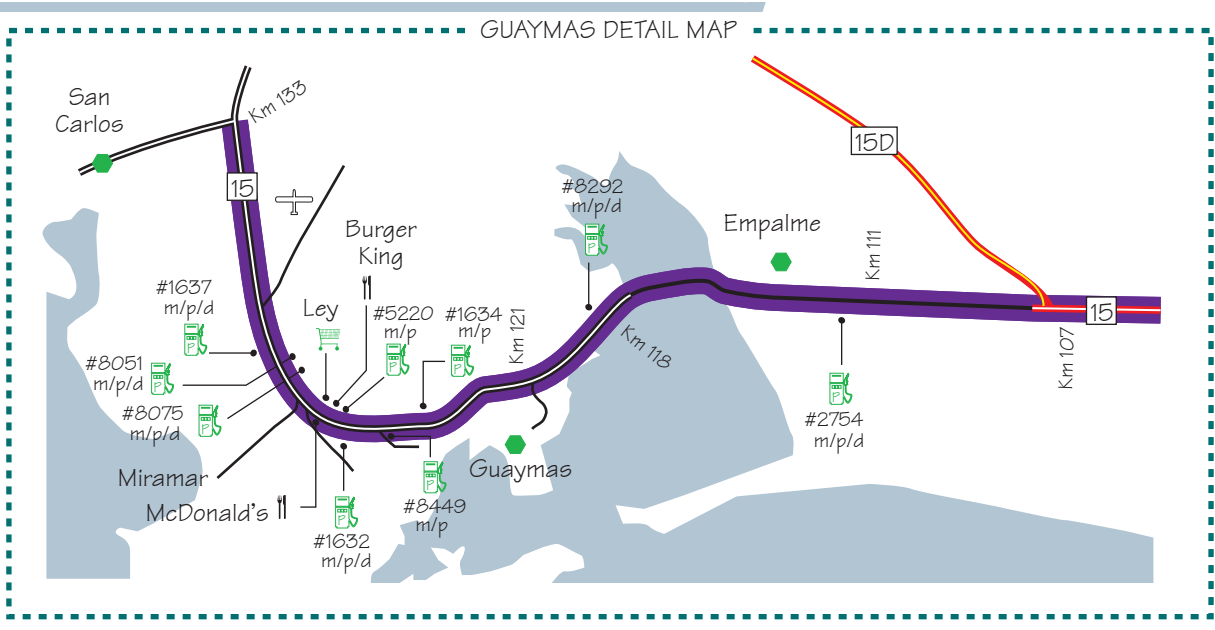 GUAYMAS DETAIL MAP
San
Carlos
Km 133
15
15D
#8292
m/p/d
Empalme
Km 111
Burger
King
#1637
m/p/d
Ley
#5220
m/p
#1634
m/p
Km 121
Km 118
15
Km 107
#8051
m/p/d
#8075
m/p/d
#2754
m/p/d
Miramar
Guaymas
McDonald's
#8449
m/p
#1632
m/p/d
P
P
P
P
P
P
P
P
P